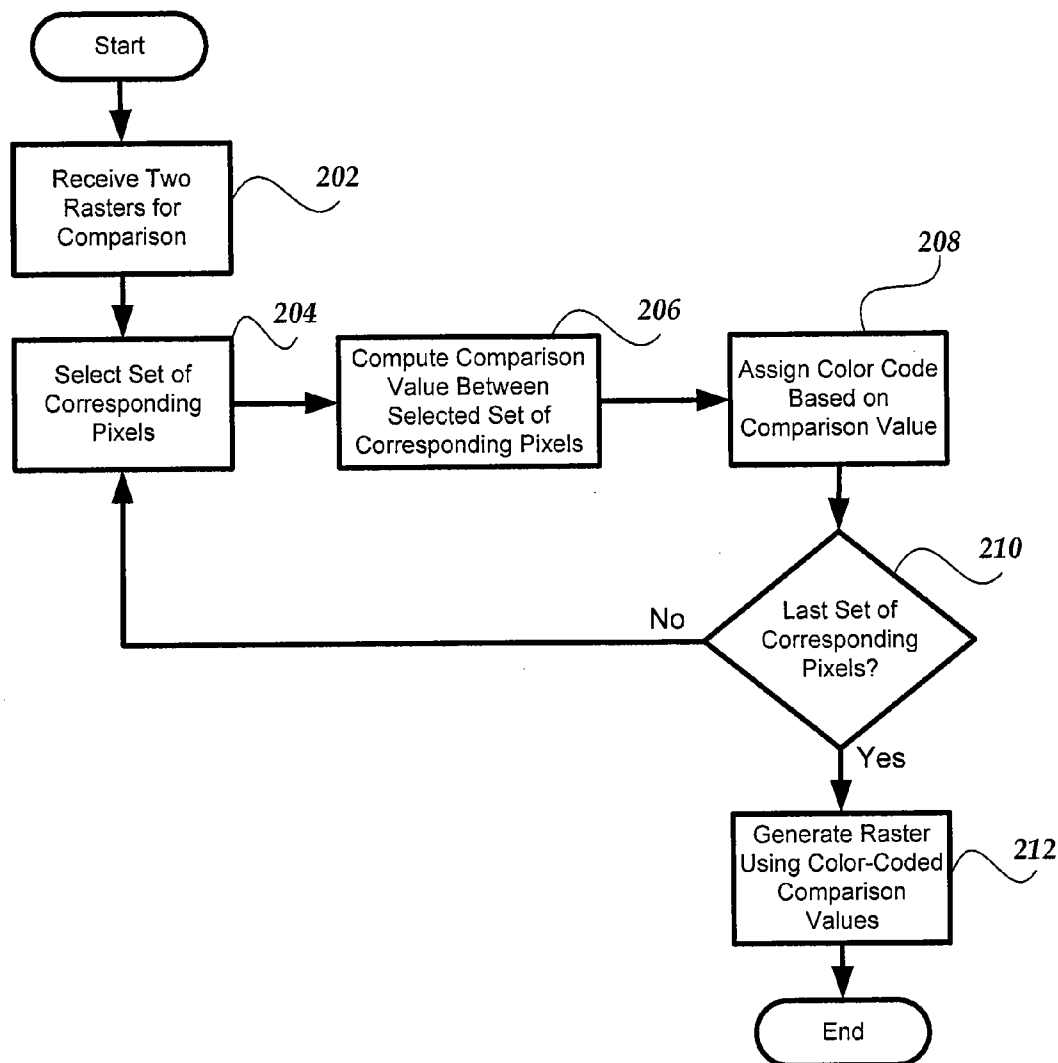 Start
Receive Two
Rasters for
Comparison
202
Select Set of
Corresponding
Pixels
204
Compute Comparison
Value Between
Selected Set of
Corresponding Pixels
206
Assign Color Code
Based on
Comparison Value
208
Last Set of
Corresponding
Pixels?
210
No
Yes
Generate Raster
Using Color-Coded
Comparison
Values
212
End